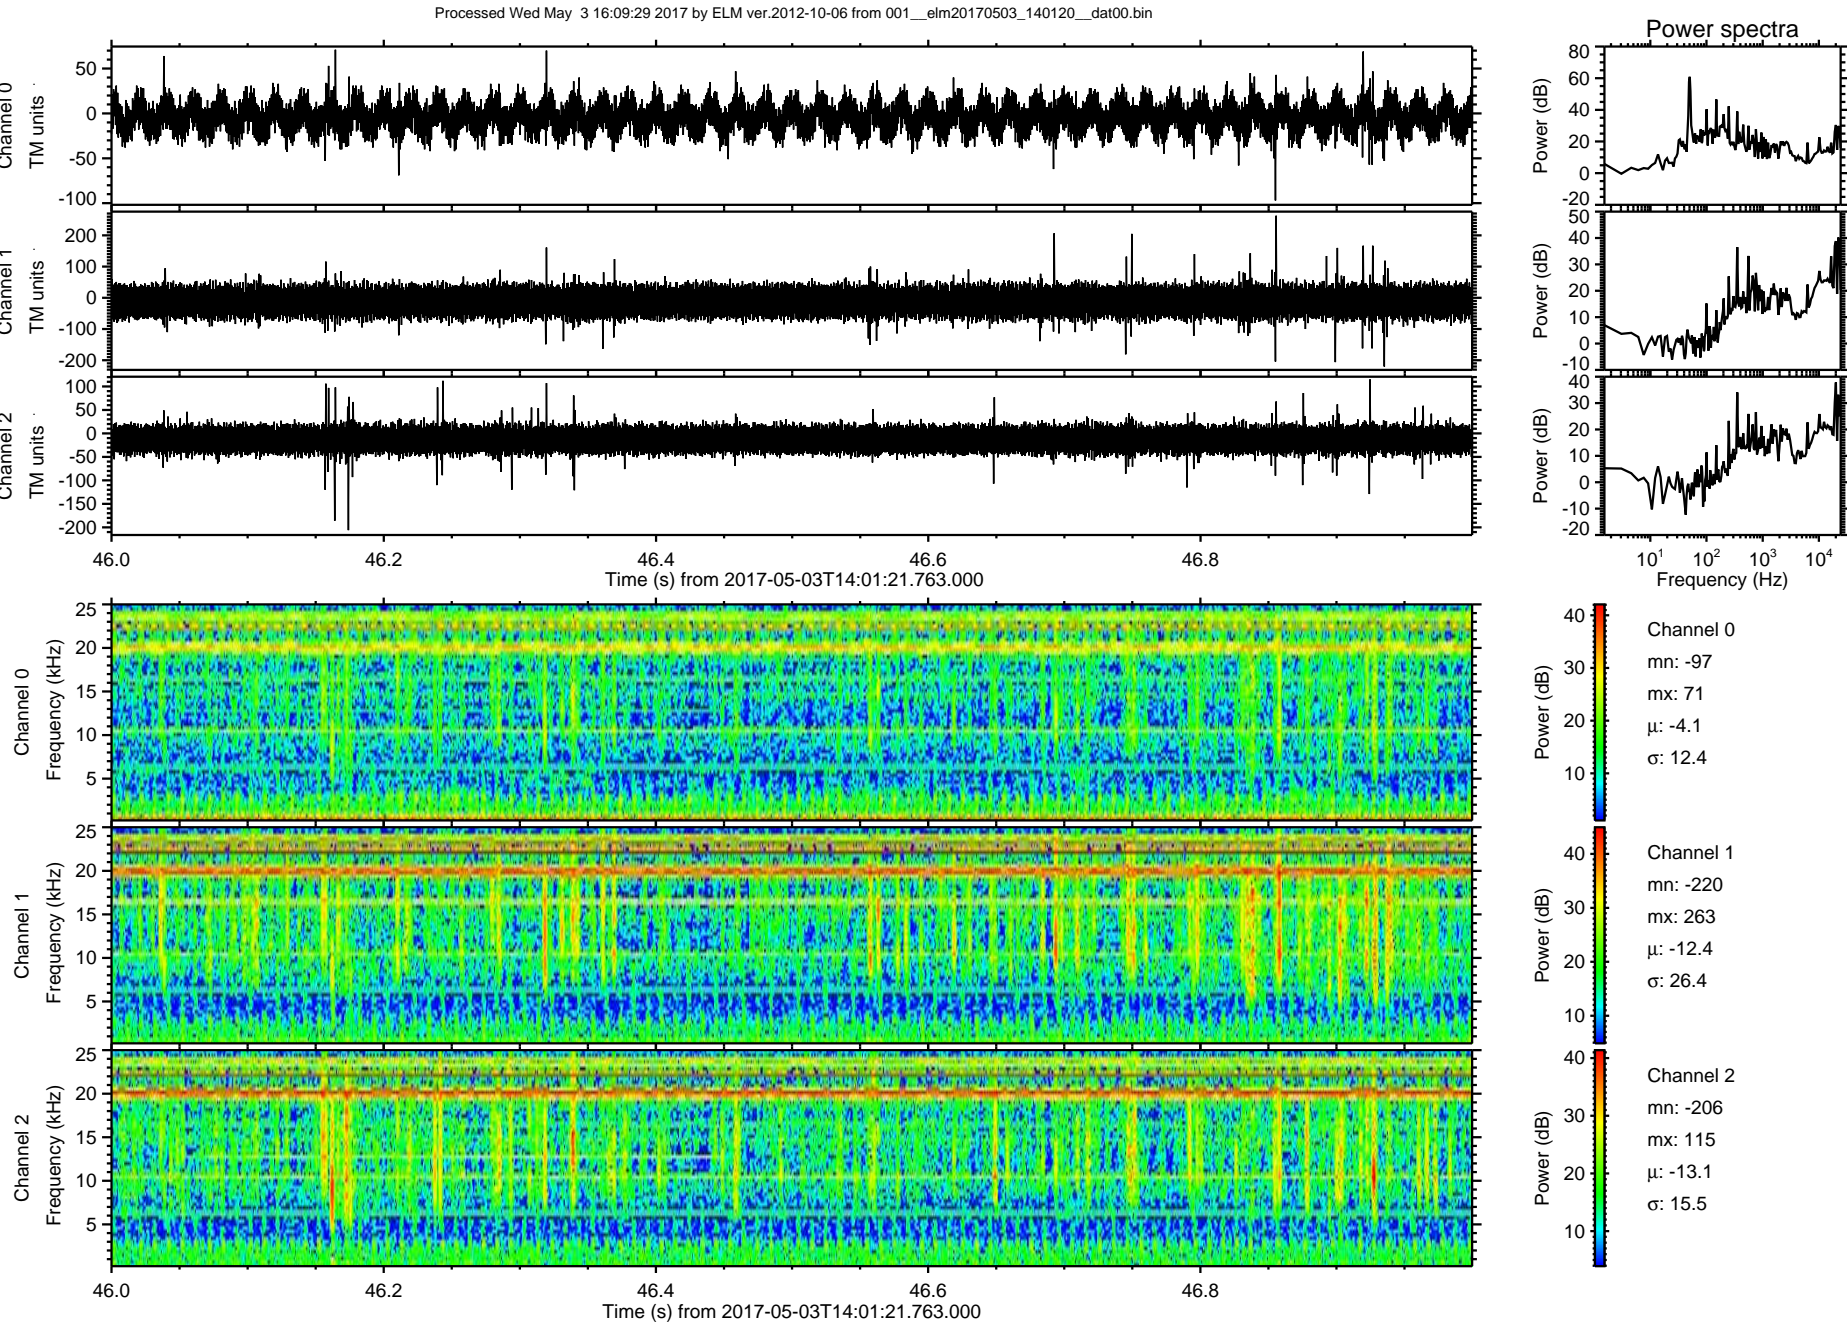 Processed Wed May  3 16:09:29 2017 by ELM ver.2012-10-06 from 001__elm20170503_140120__dat00.bin
Power spectra
Channel 0
TM units
50
0
-50
-100
Power (dB)
80
60
40
20
0
-20
Channel 1
TM units
200
100
0
-100
-200
Power (dB)
50
40
30
20
10
0
-10
Channel 2
TM units
100
50
0
-50
-100
-150
-200
Power (dB)
40
30
20
10
0
-10
-20
46.0 46.2 46.4 46.6 46.8
Time (s) from 2017-05-03T14:01:21.763.000
10¹ 10² 10³ 10⁴
Frequency (Hz)
Channel 0
Frequency (kHz)
25
20
15
10
5
Power (dB)
40
30
20
10
Channel 0
mn: -97
mx: 71
μ: -4.1
σ: 12.4
Channel 1
Frequency (kHz)
25
20
15
10
5
Power (dB)
40
30
20
10
Channel 1
mn: -220
mx: 263
μ: -12.4
σ: 26.4
Channel 2
Frequency (kHz)
25
20
15
10
5
Power (dB)
40
30
20
10
Channel 2
mn: -206
mx: 115
μ: -13.1
σ: 15.5
46.0 46.2 46.4 46.6 46.8
Time (s) from 2017-05-03T14:01:21.763.000